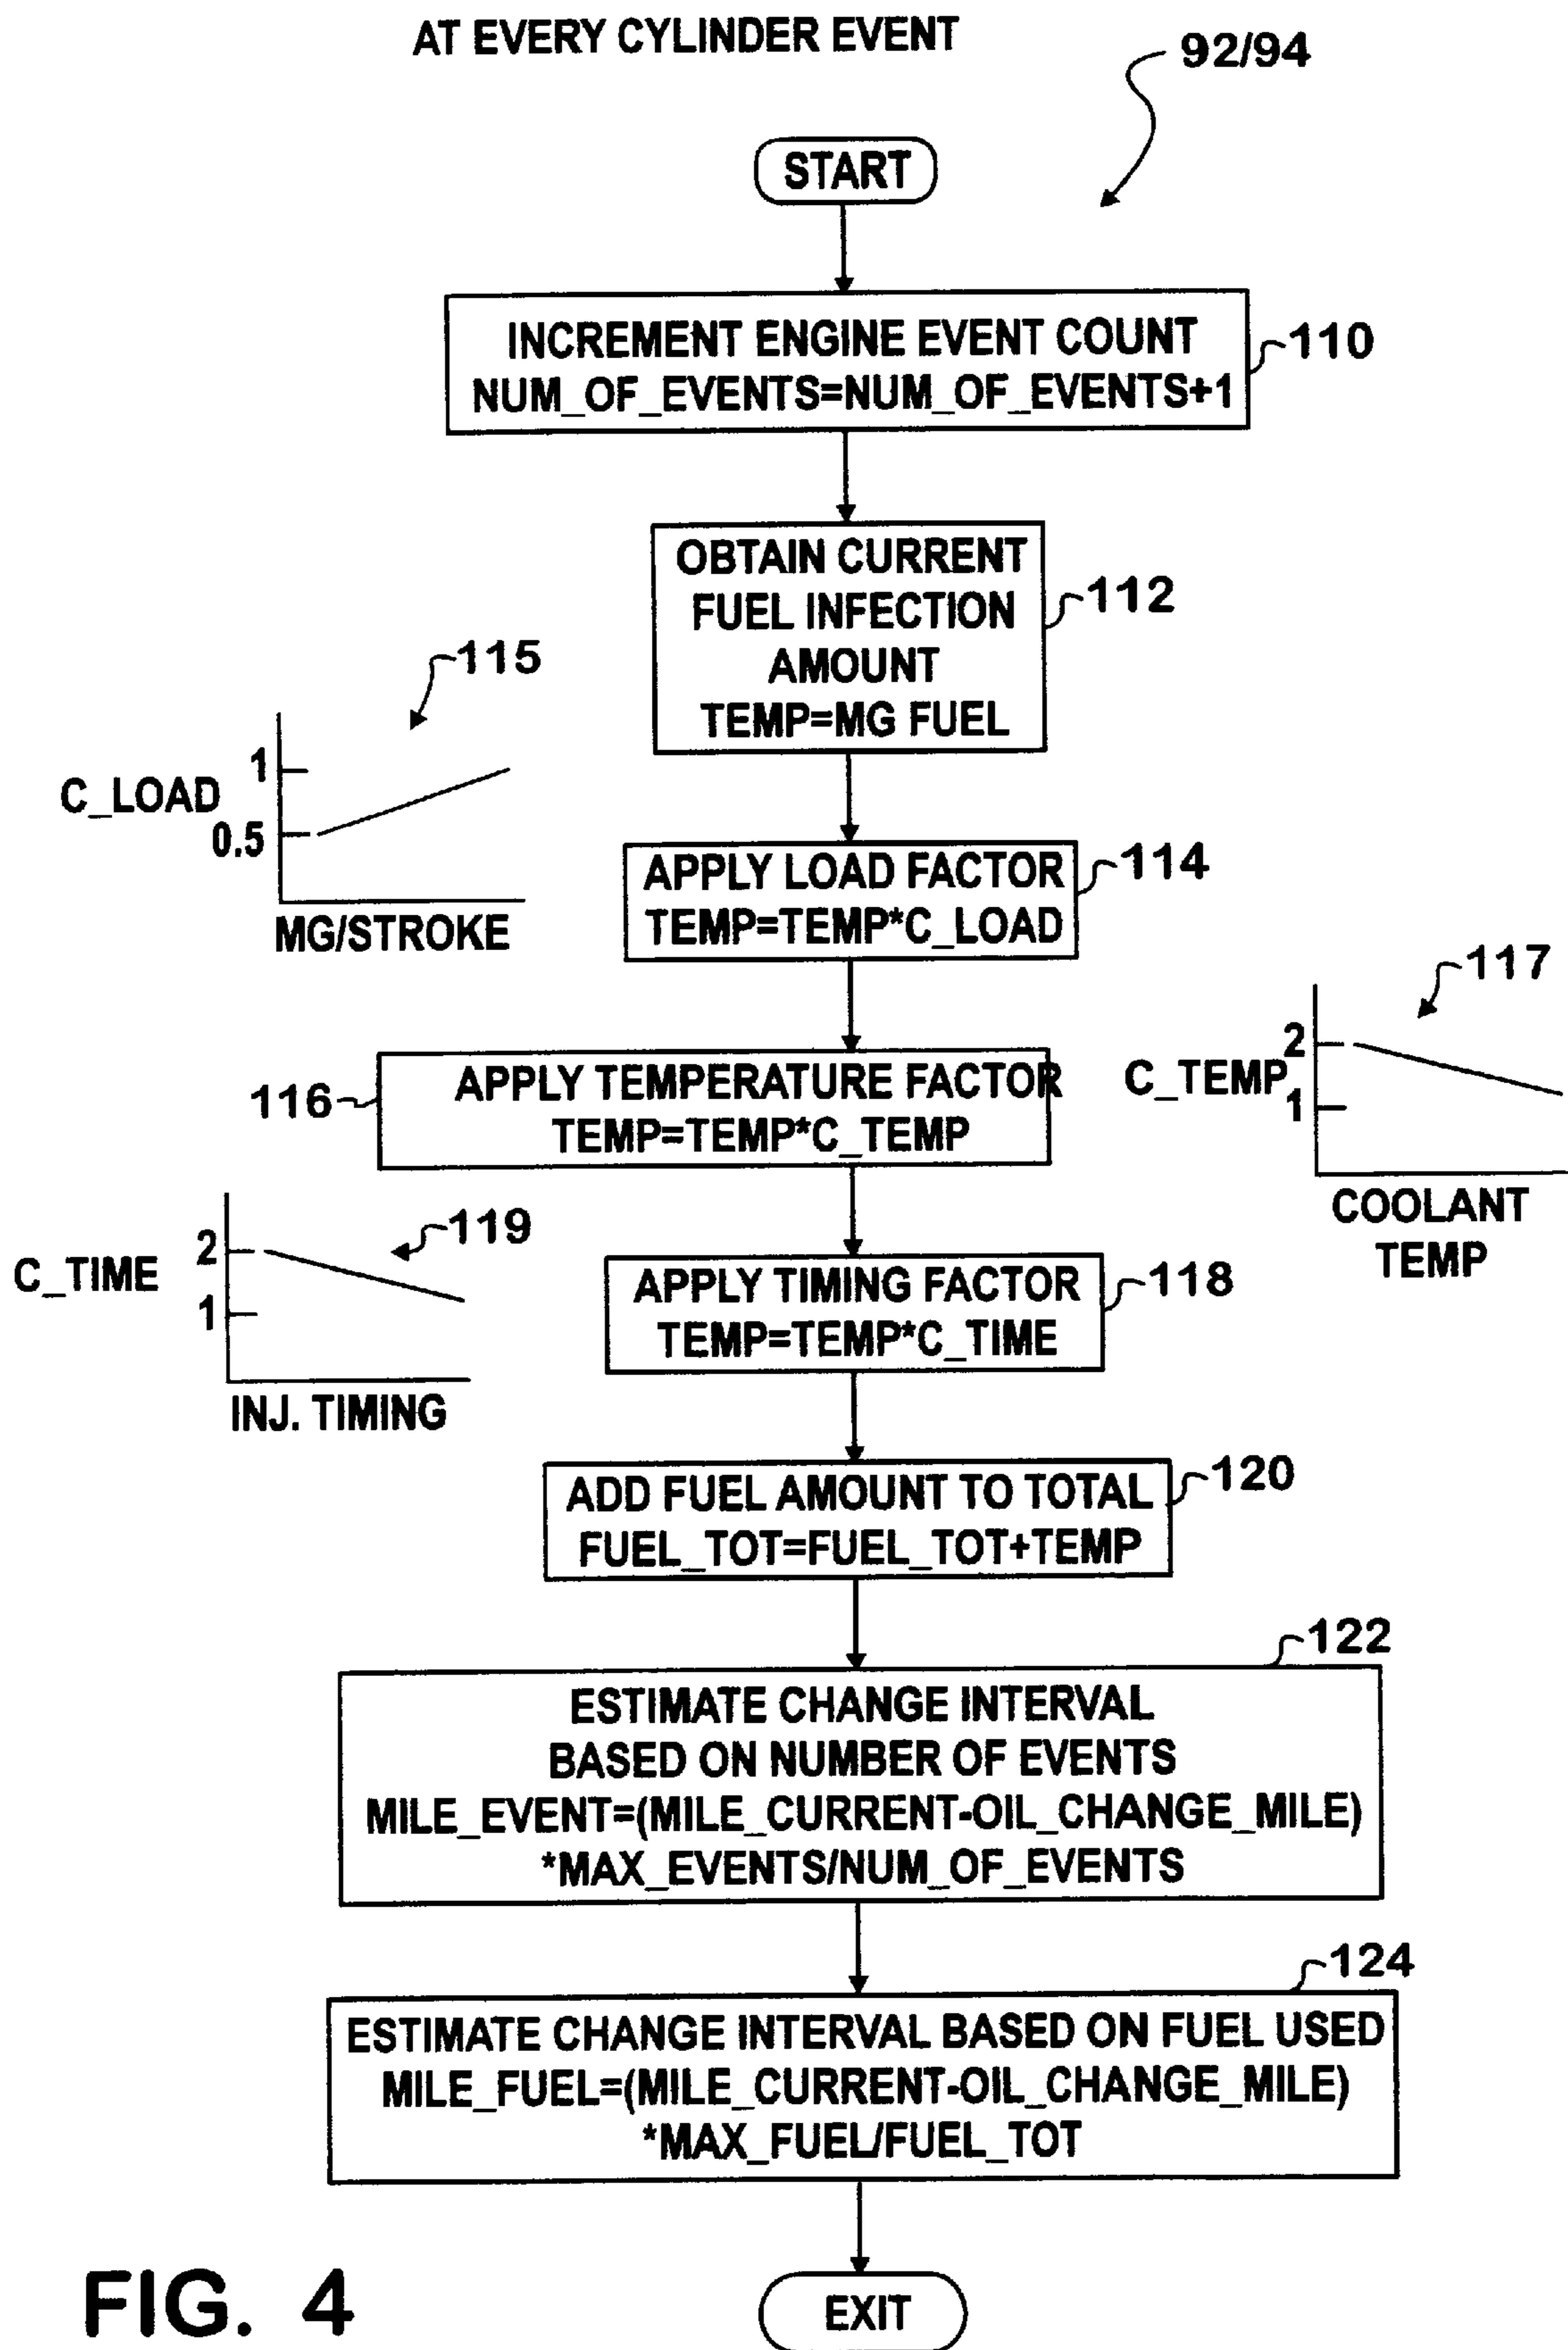 AT EVERY CYLINDER EVENT
92/94
START
INCREMENT ENGINE EVENT COUNT
NUM_OF_EVENTS=NUM_OF_EVENTS+1
110
OBTAIN CURRENT
FUEL INFECTION
AMOUNT
TEMP=MG FUEL
112
115
C_LOAD
1
0.5
MG/STROKE
APPLY LOAD FACTOR
TEMP=TEMP*C_LOAD
114
117
C_TEMP
2
1
COOLANT
TEMP
116
APPLY TEMPERATURE FACTOR
TEMP=TEMP*C_TEMP
119
C_TIME
2
1
INJ. TIMING
APPLY TIMING FACTOR
TEMP=TEMP*C_TIME
118
ADD FUEL AMOUNT TO TOTAL
FUEL_TOT=FUEL_TOT+TEMP
120
122
ESTIMATE CHANGE INTERVAL
BASED ON NUMBER OF EVENTS
MILE_EVENT=(MILE_CURRENT-OIL_CHANGE_MILE)
*MAX_EVENTS/NUM_OF_EVENTS
124
ESTIMATE CHANGE INTERVAL BASED ON FUEL USED
MILE_FUEL=(MILE_CURRENT-OIL_CHANGE_MILE)
*MAX_FUEL/FUEL_TOT
EXIT
FIG. 4